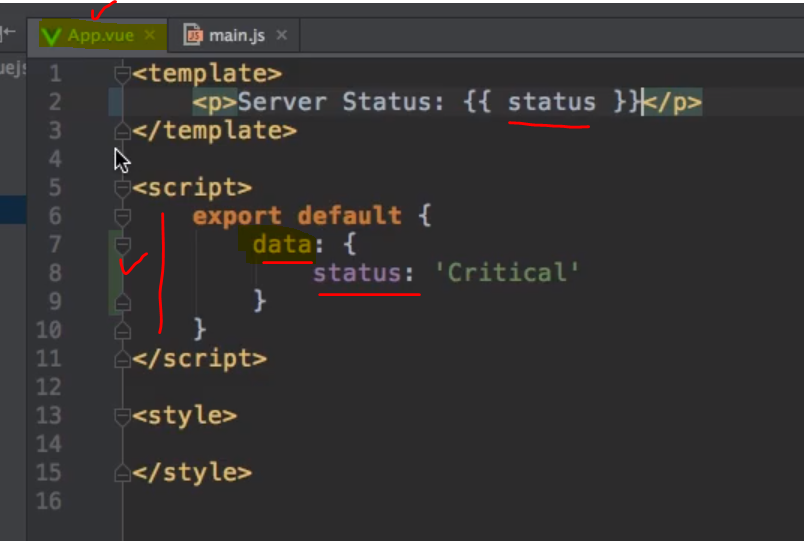 App.vue × main.js ×
uejs
1 <template>
2     <p>Server Status: {{ status }}</p>
3 </template>
4
5 <script>
6     export default {
7         data: {
8             status: 'Critical'
9         }
10     }
11 </script>
12
13 <style>
14
15 </style>
16